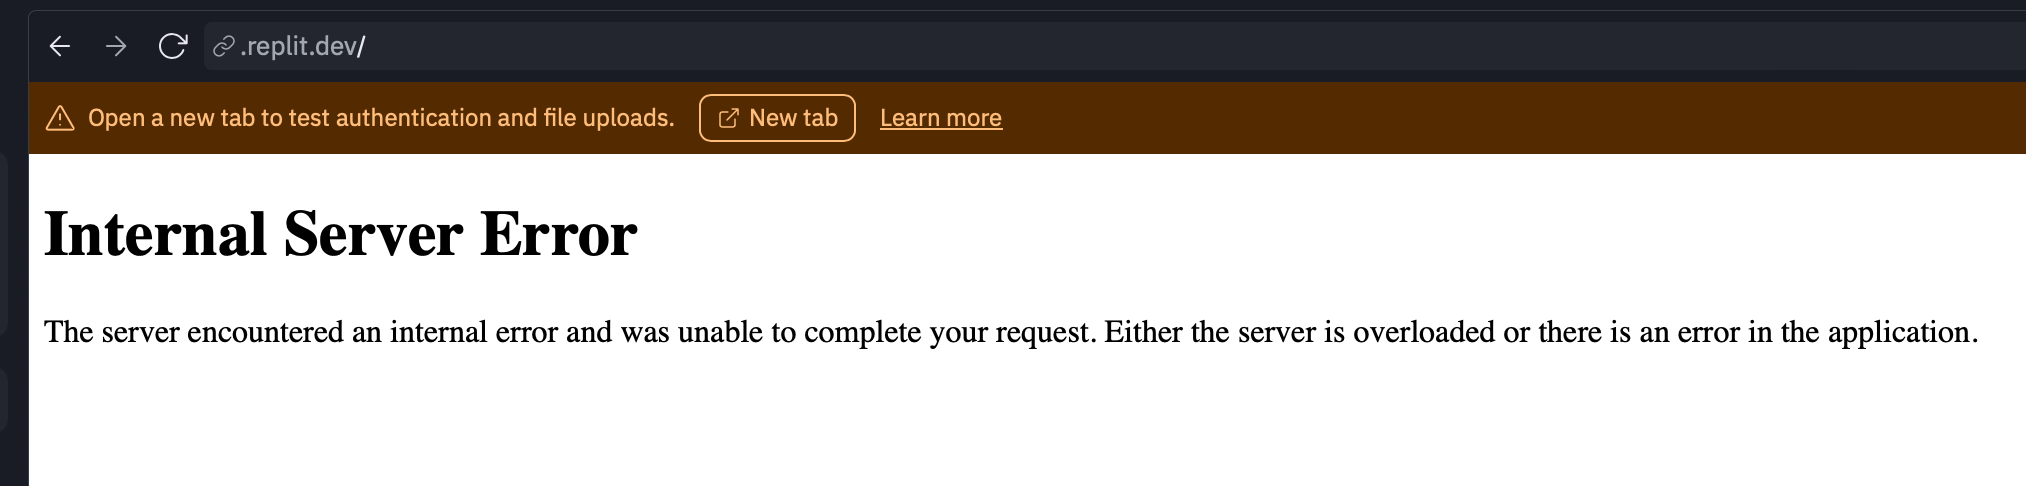 .replit.dev/
Open a new tab to test authentication and file uploads. New tab Learn more
Internal Server Error
The server encountered an internal error and was unable to complete your request. Either the server is overloaded or there is an error in the application.